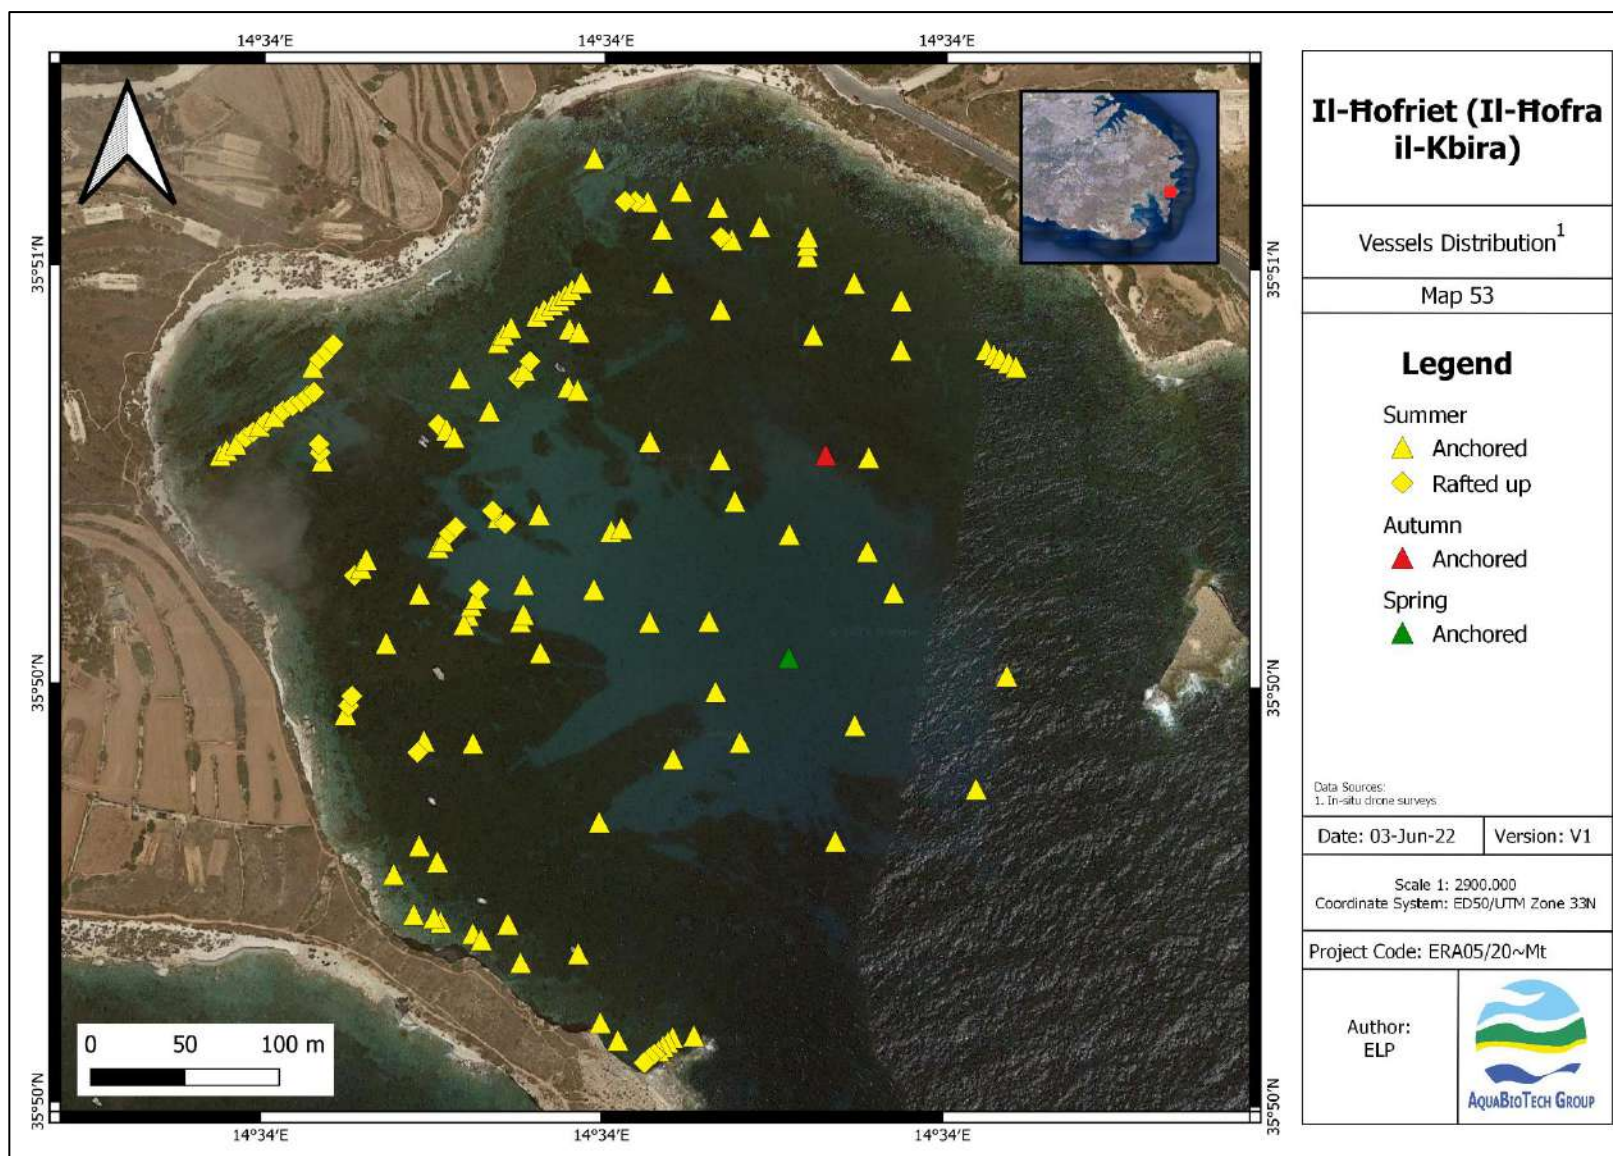 14°34′E 14°34′E 14°34′E
35°51′N
35°50′N
35°50′N
35°51′N
35°50′N
35°50′N
0 50 100 m
14°34′E 14°34′E 14°34′E
Il-Ħofriet (Il-Ħofra
il-Kbira)
Vessels Distribution1
Map 53
Legend
Summer
Anchored
Rafted up
Autumn
Anchored
Spring
Anchored
Data Sources:
1. In-situ drone surveys
Date: 03-Jun-22 Version: V1
Scale 1: 2900.000
Coordinate System: ED50/UTM Zone 33N
Project Code: ERA05/20~Mt
Author:
ELP
AQUABIOTECH GROUP